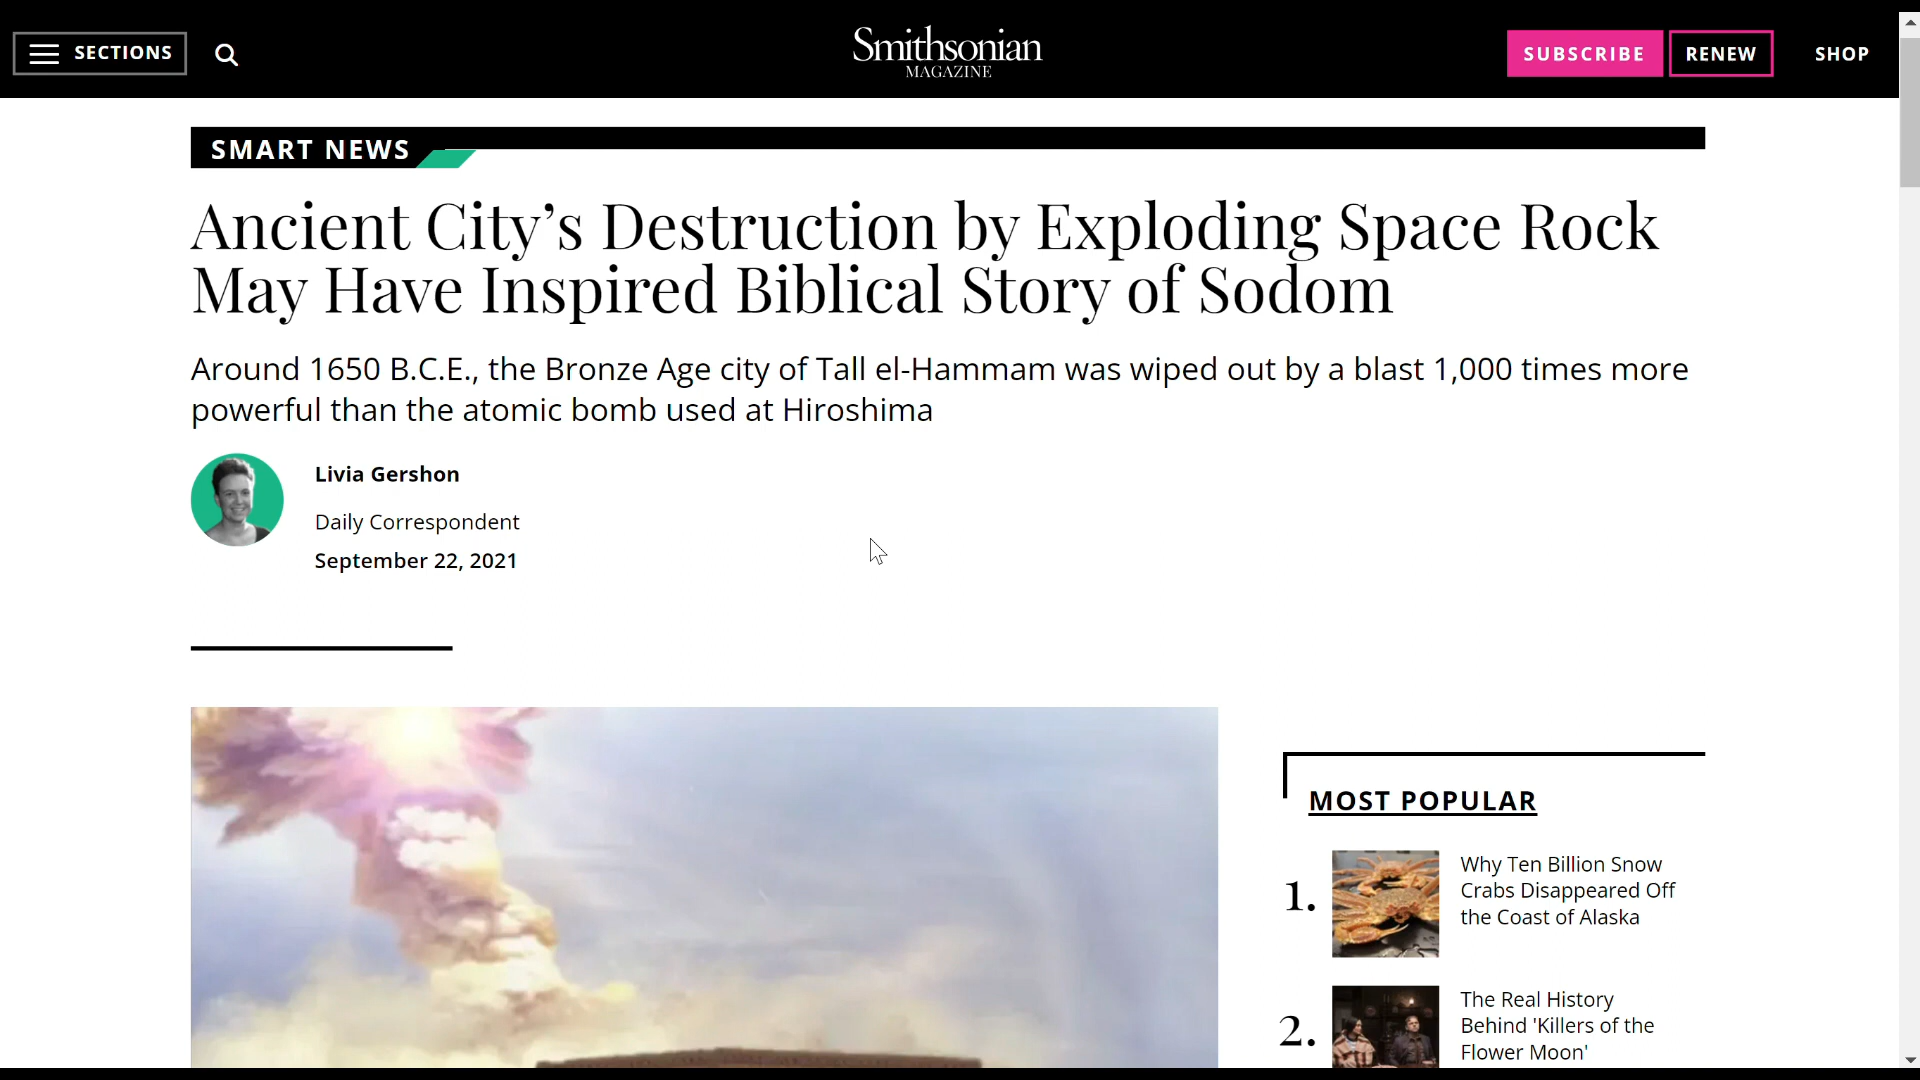 SECTIONS
Smithsonian
MAGAZINE
SUBSCRIBE
RENEW
SHOP
SMART NEWS
Ancient City’s Destruction by Exploding Space Rock
May Have Inspired Biblical Story of Sodom
Around 1650 B.C.E., the Bronze Age city of Tall el-Hammam was wiped out by a blast 1,000 times more
powerful than the atomic bomb used at Hiroshima
Livia Gershon
Daily Correspondent
September 22, 2021
MOST POPULAR
1.
Why Ten Billion Snow
Crabs Disappeared Off
the Coast of Alaska
2.
The Real History
Behind 'Killers of the
Flower Moon'